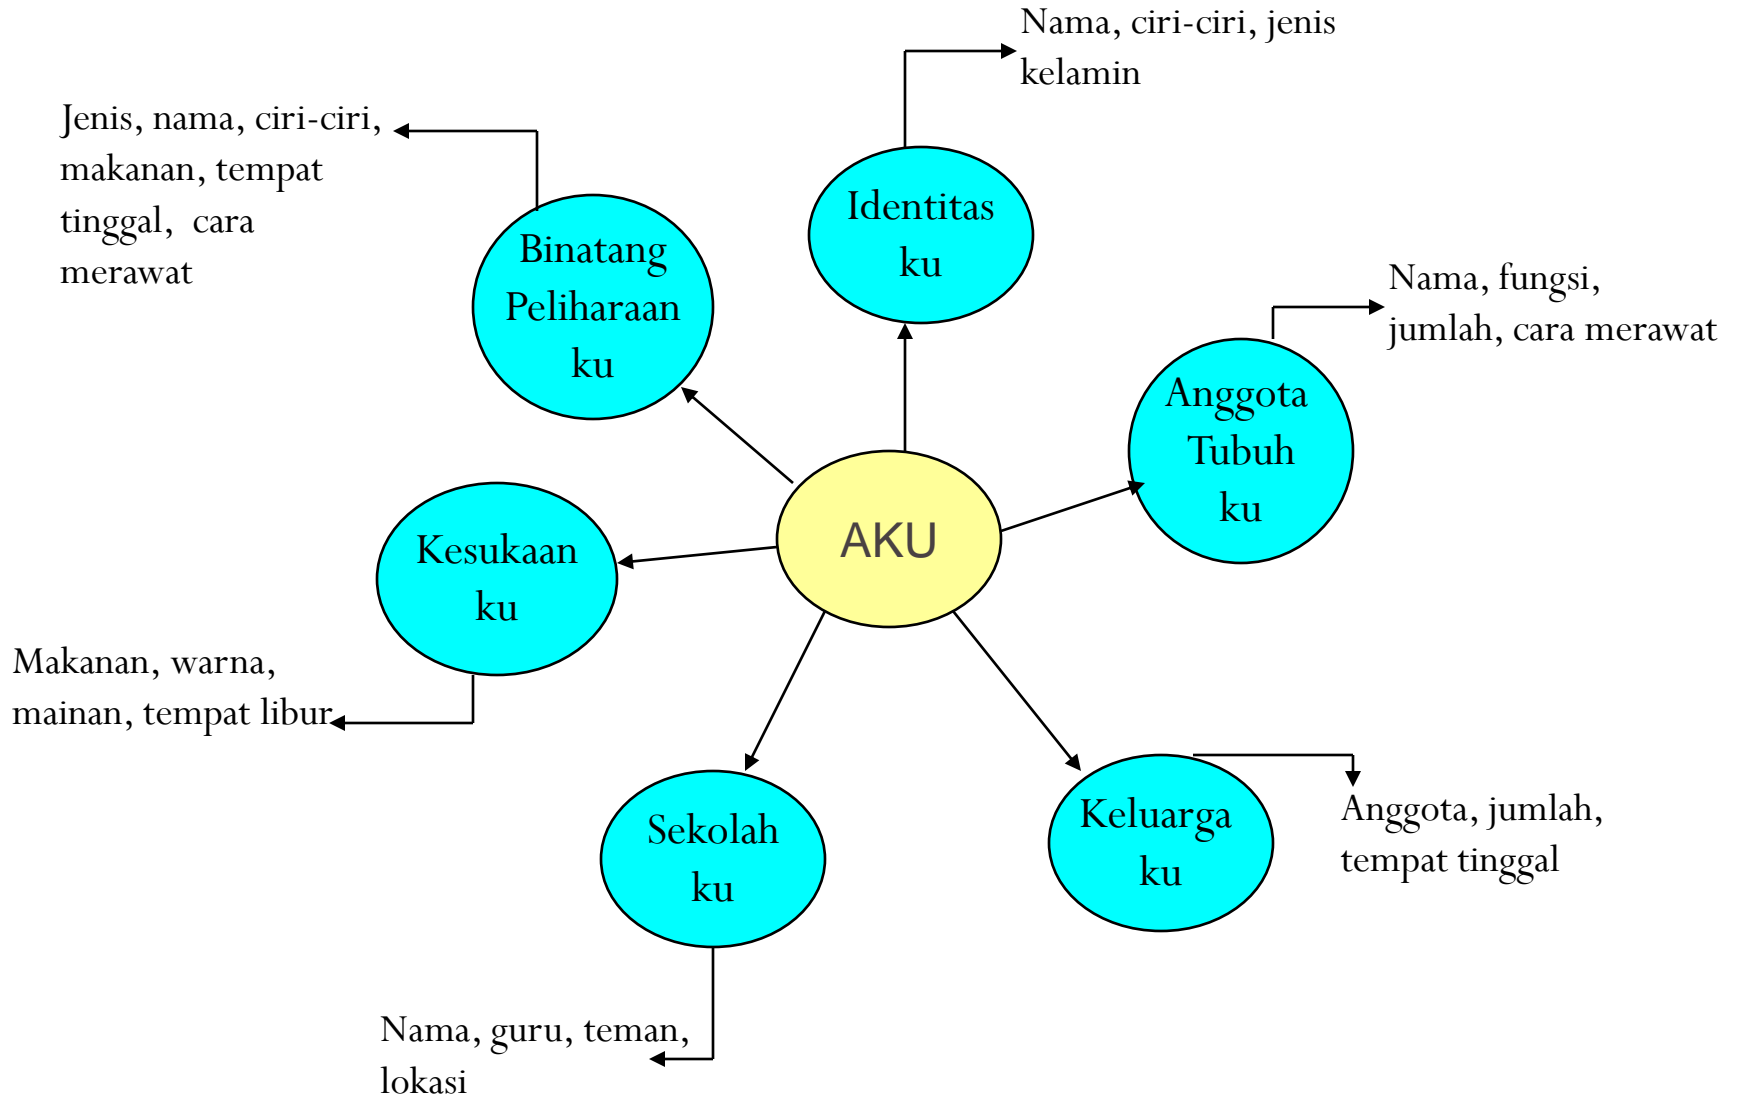 Nama, ciri-ciri, jenis
kelamin
Jenis, nama, ciri-ciri,
makanan, tempat
tinggal, cara
merawat
Identitas
ku
Binatang
Peliharaan
ku
Nama, fungsi,
jumlah, cara merawat
Anggota
Tubuh
ku
AKU
Kesukaan
ku
Makanan, warna,
mainan, tempat libur
Sekolah
ku
Keluarga
ku
Anggota, jumlah,
tempat tinggal
Nama, guru, teman,
lokasi